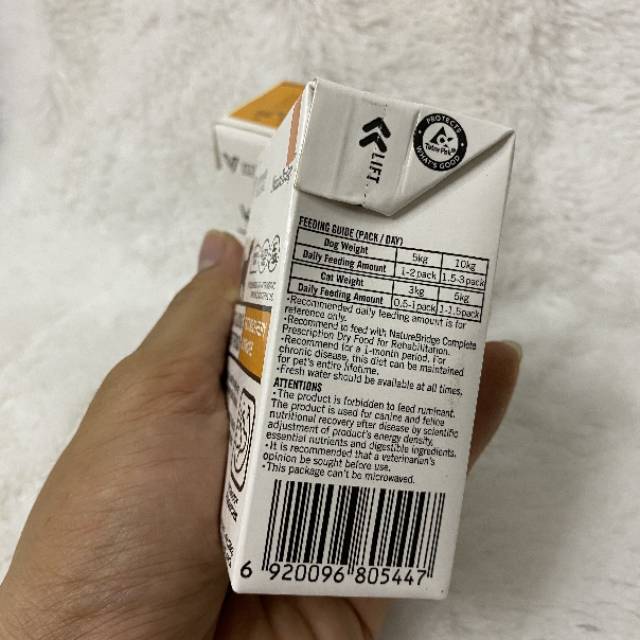 PROTECTS
Tetra Pak
WHAT'S GOOD
LIFT
FEEDING GUIDE (PACK / DAY)
Dog Weight 5kg 10kg
Daily Feeding Amount 1-2 pack 1.5-3 pack
Cat Weight 3kg 5kg
Daily Feeding Amount 0.5-1pack 1-1.5pack
·Recommended daily feeding amount is for
reference only.
·Recommend to feed with NatureBridge Complete
Prescription Dry Food for Rehabilitation.
·Recommend for a 1-month period. For
chronic disease, this diet can be maintained
for pet's entire lifetime.
·Fresh water should be available at all times.
ATTENTIONS
·The product is forbidden to feed ruminant.
The product is used for canine and feline
nutritional recovery after disease by scientific
adjustment of product's energy density,
essential nutrients and digestible ingredients.
·It is recommended that a veterinarian's
opinion be sought before use.
·This package can't be microwaved.
6 920096 805447